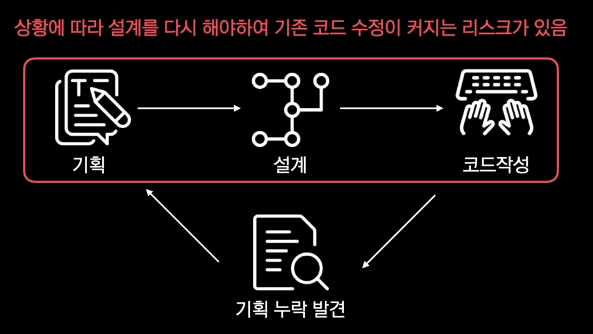 상황에 따라 설계를 다시 해야하여 기존 코드 수정이 커지는 리스크가 있음
기획
설계
코드작성
기획 누락 발견